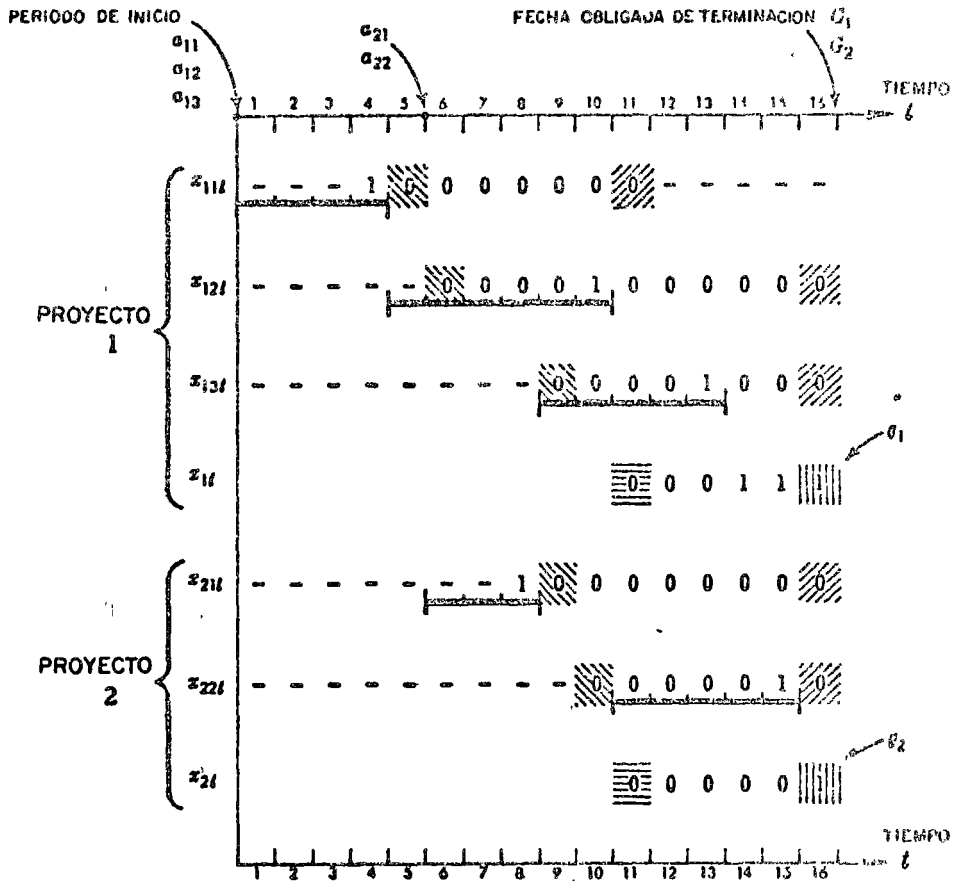 PERIODO DE INICIO
a11
a12
a13
a21
a22
FECHA OBLIGADA DE TERMINACION G1
G2
TIEMPO
1 2 3 4 5 6 7 8 9 10 11 12 13 14 15 16 t
PROYECTO
1
x11t - - - 1 0 0 0 0 0 0 0 - - - - -
x12t - - - - - 0 0 0 0 1 0 0 0 0 0 0
x13t - - - - - - - - 0 0 0 0 1 0 0 0
x1t 0 0 0 1 1 1
g1
PROYECTO
2
x21t - - - - - - - 1 0 0 0 0 0 0 0 0
x22t - - - - - - - - - 0 0 0 0 0 1 0
x2t 0 0 0 0 0 1
g2
TIEMPO
1 2 3 4 5 6 7 8 9 10 11 12 13 14 15 16 t